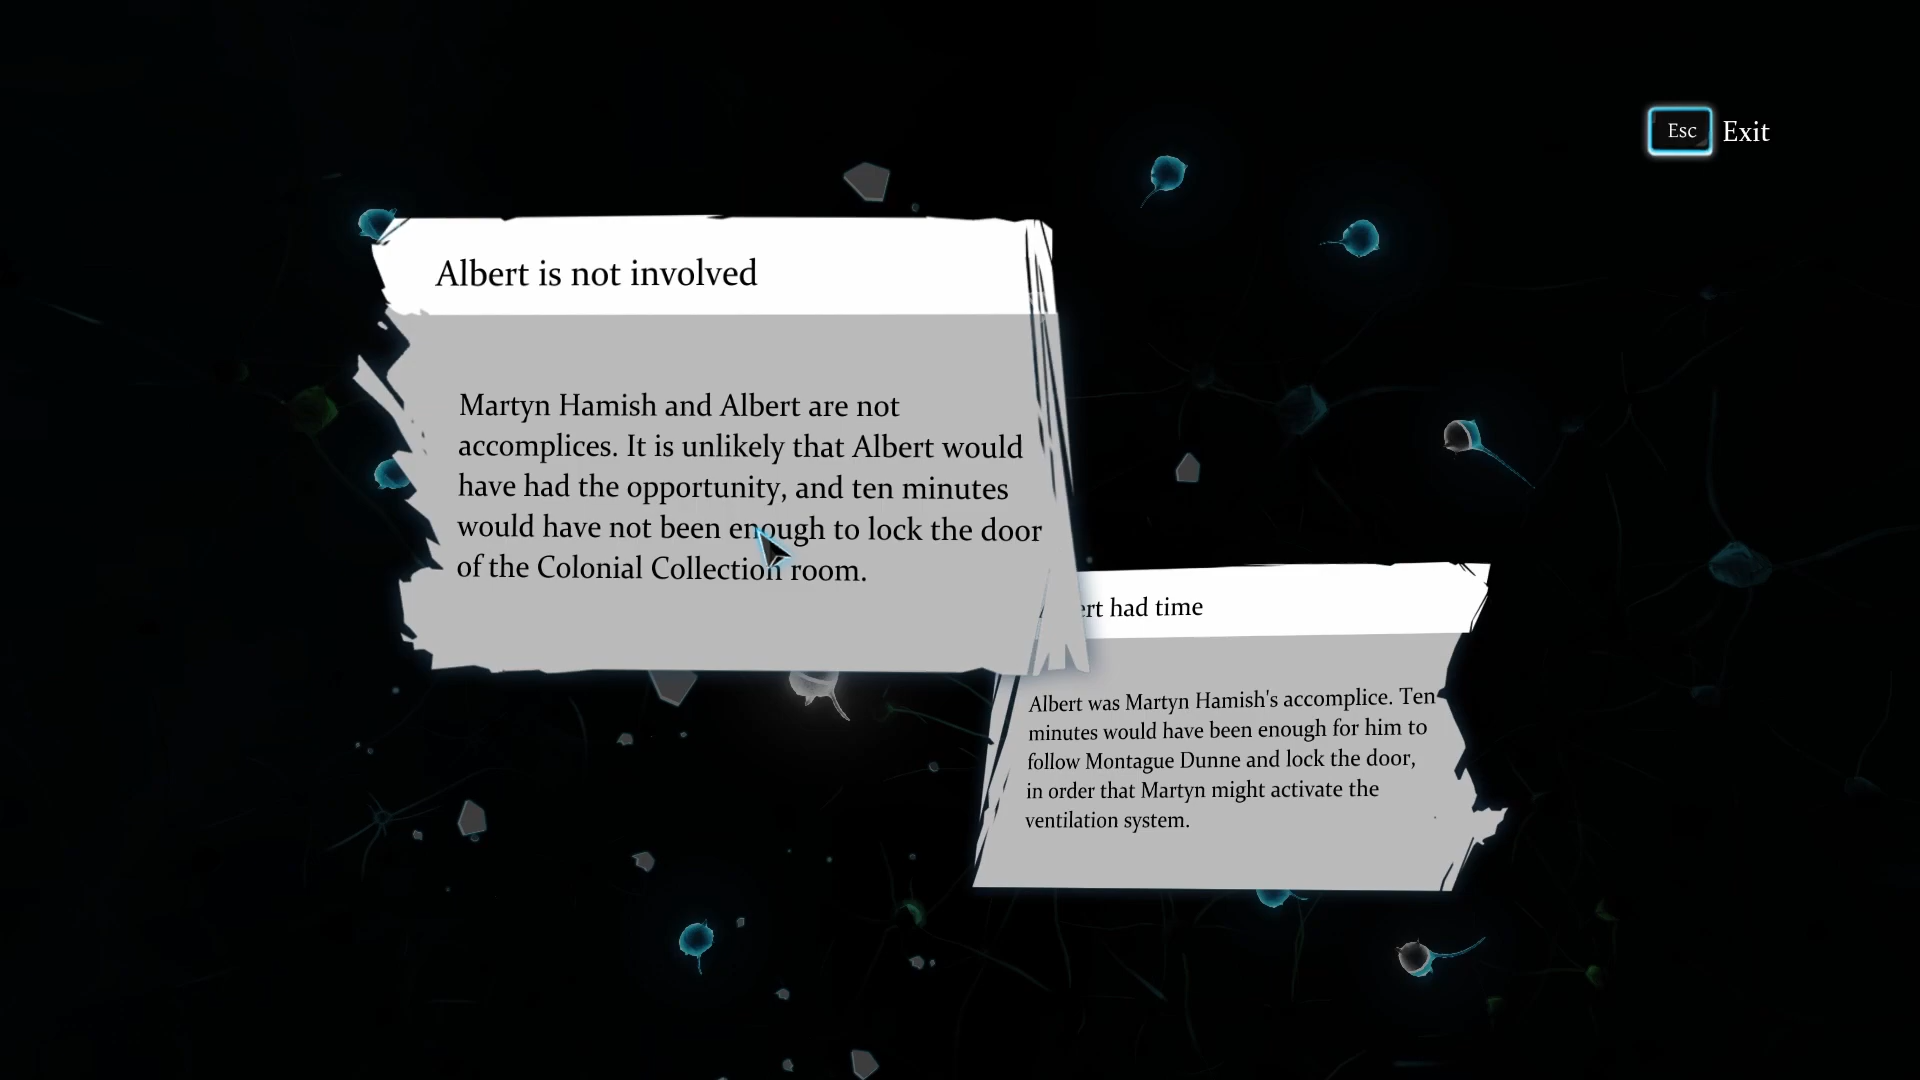 Esc Exit
Albert is not involved
Martyn Hamish and Albert are not
accomplices. It is unlikely that Albert would
have had the opportunity, and ten minutes
would have not been enough to lock the door
of the Colonial Collection room.
had time
Albert was Martyn Hamish's accomplice. Ten
minutes would have been enough for him to
follow Montague Dunne and lock the door,
in order that Martyn might activate the
ventilation system.